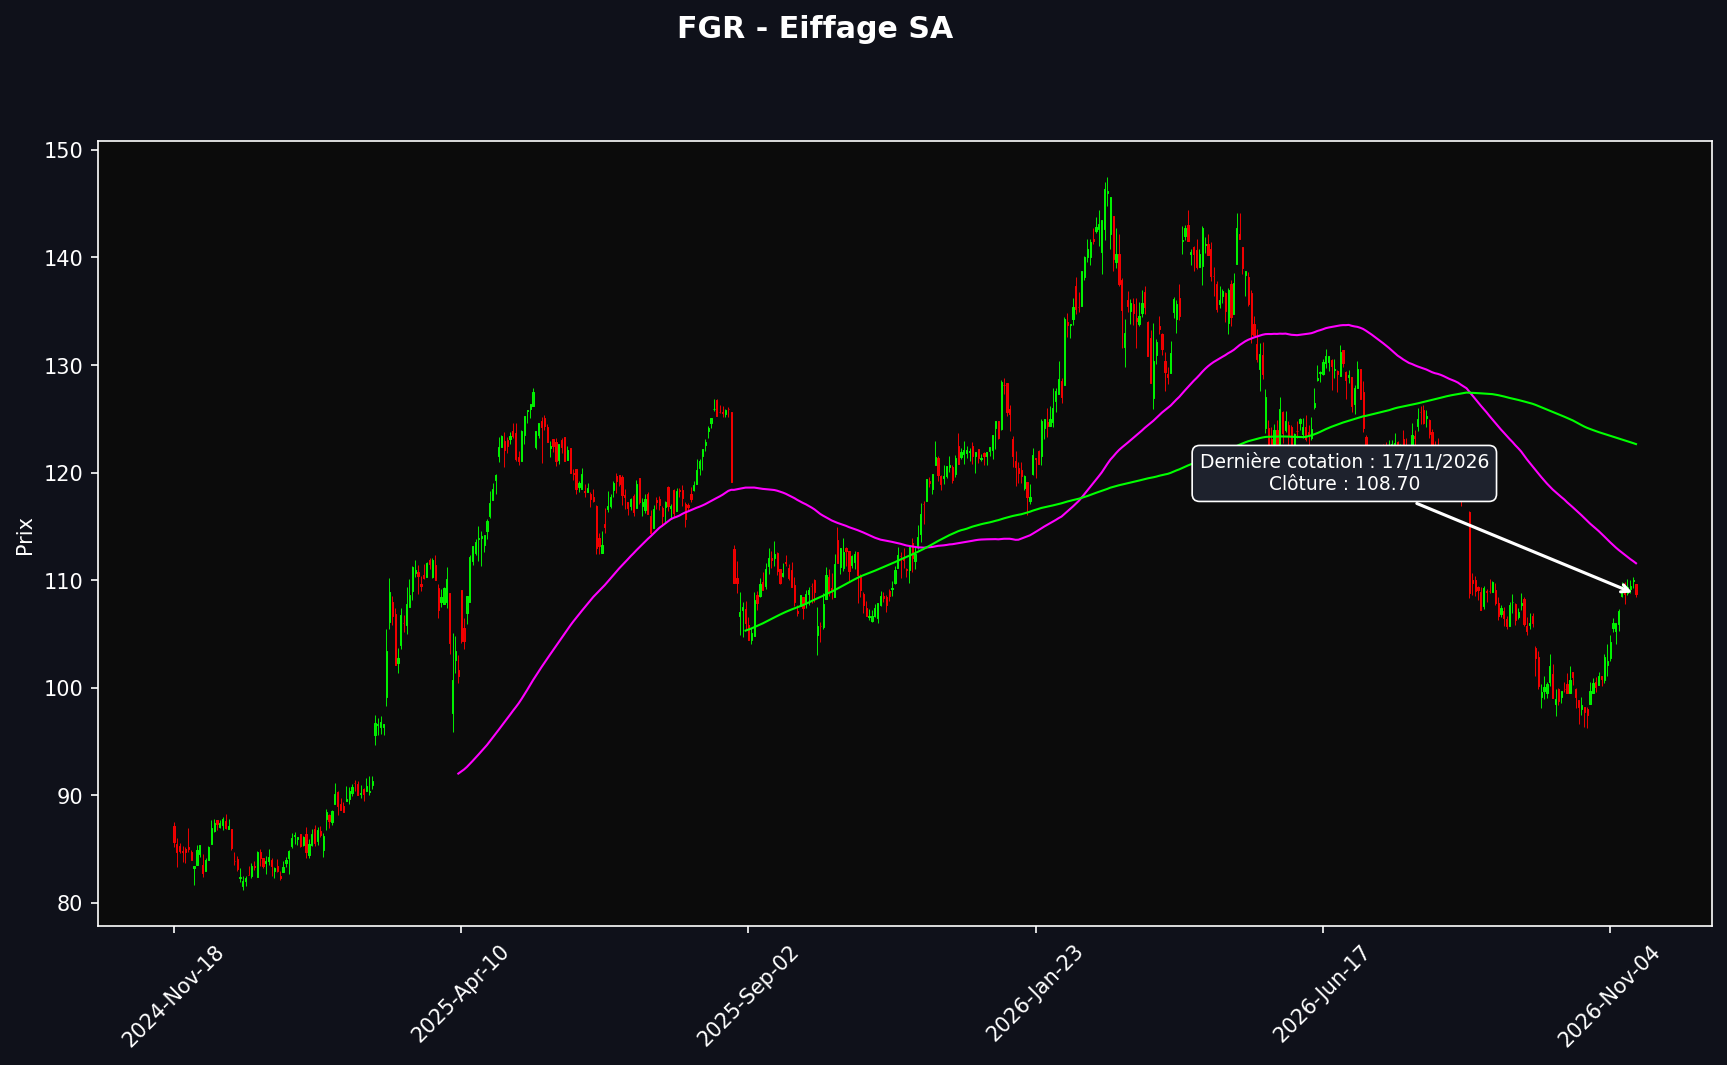 FGR - Eiffage SA
150
140
130
120
110
100
90
80
Prix
Dernière cotation : 17/11/2026
Clôture : 108.70
2024-Nov-18
2025-Apr-10
2025-Sep-02
2026-Jan-23
2026-Jun-17
2026-Nov-04